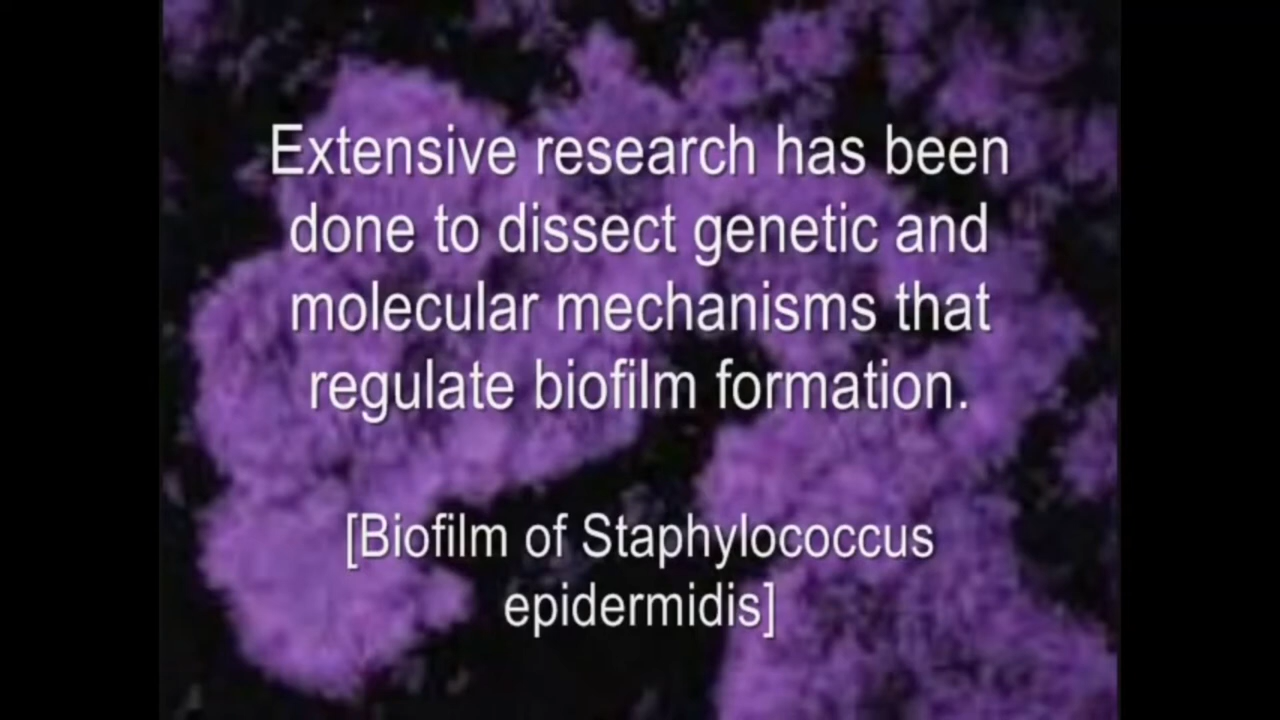 Extensive research has been
done to dissect genetic and
molecular mechanisms that
regulate biofilm formation.
[Biofilm of Staphylococcus
epidermidis]